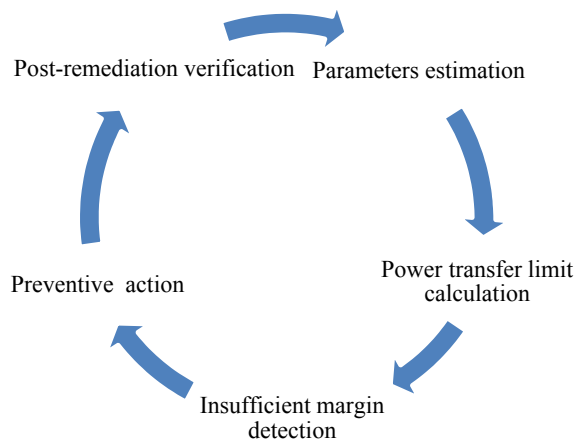 Post-remediation verification
Parameters estimation
Power transfer limit
calculation
Insufficient margin
detection
Preventive action